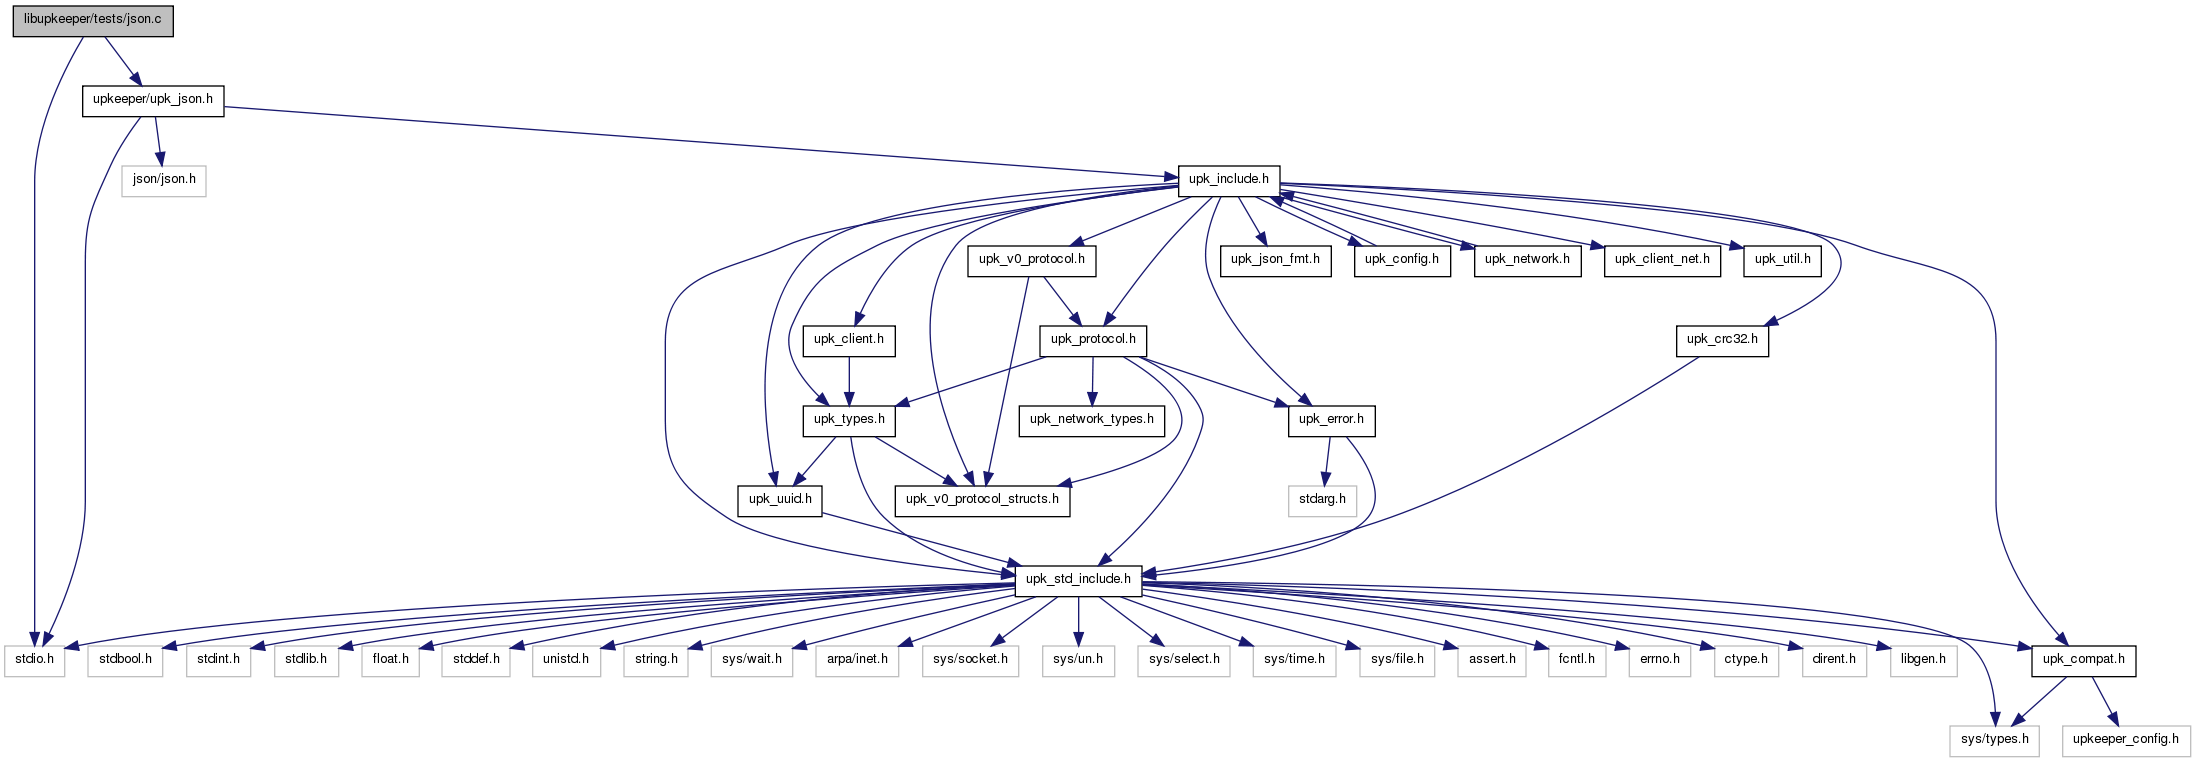 libupkeeper/tests/json.c
upkeeper/upk_json.h
json/json.h
upk_include.h
upk_v0_protocol.h
upk_json_fmt.h
upk_config.h
upk_network.h
upk_client_net.h
upk_util.h
upk_client.h
upk_protocol.h
upk_crc32.h
upk_types.h
upk_network_types.h
upk_error.h
upk_uuid.h
upk_v0_protocol_structs.h
stdarg.h
upk_std_include.h
stdio.h
stdbool.h
stdint.h
stdlib.h
float.h
stddef.h
unistd.h
string.h
sys/wait.h
arpa/inet.h
sys/socket.h
sys/un.h
sys/select.h
sys/time.h
sys/file.h
assert.h
fcntl.h
errno.h
ctype.h
dirent.h
libgen.h
upk_compat.h
sys/types.h
upkeeper_config.h